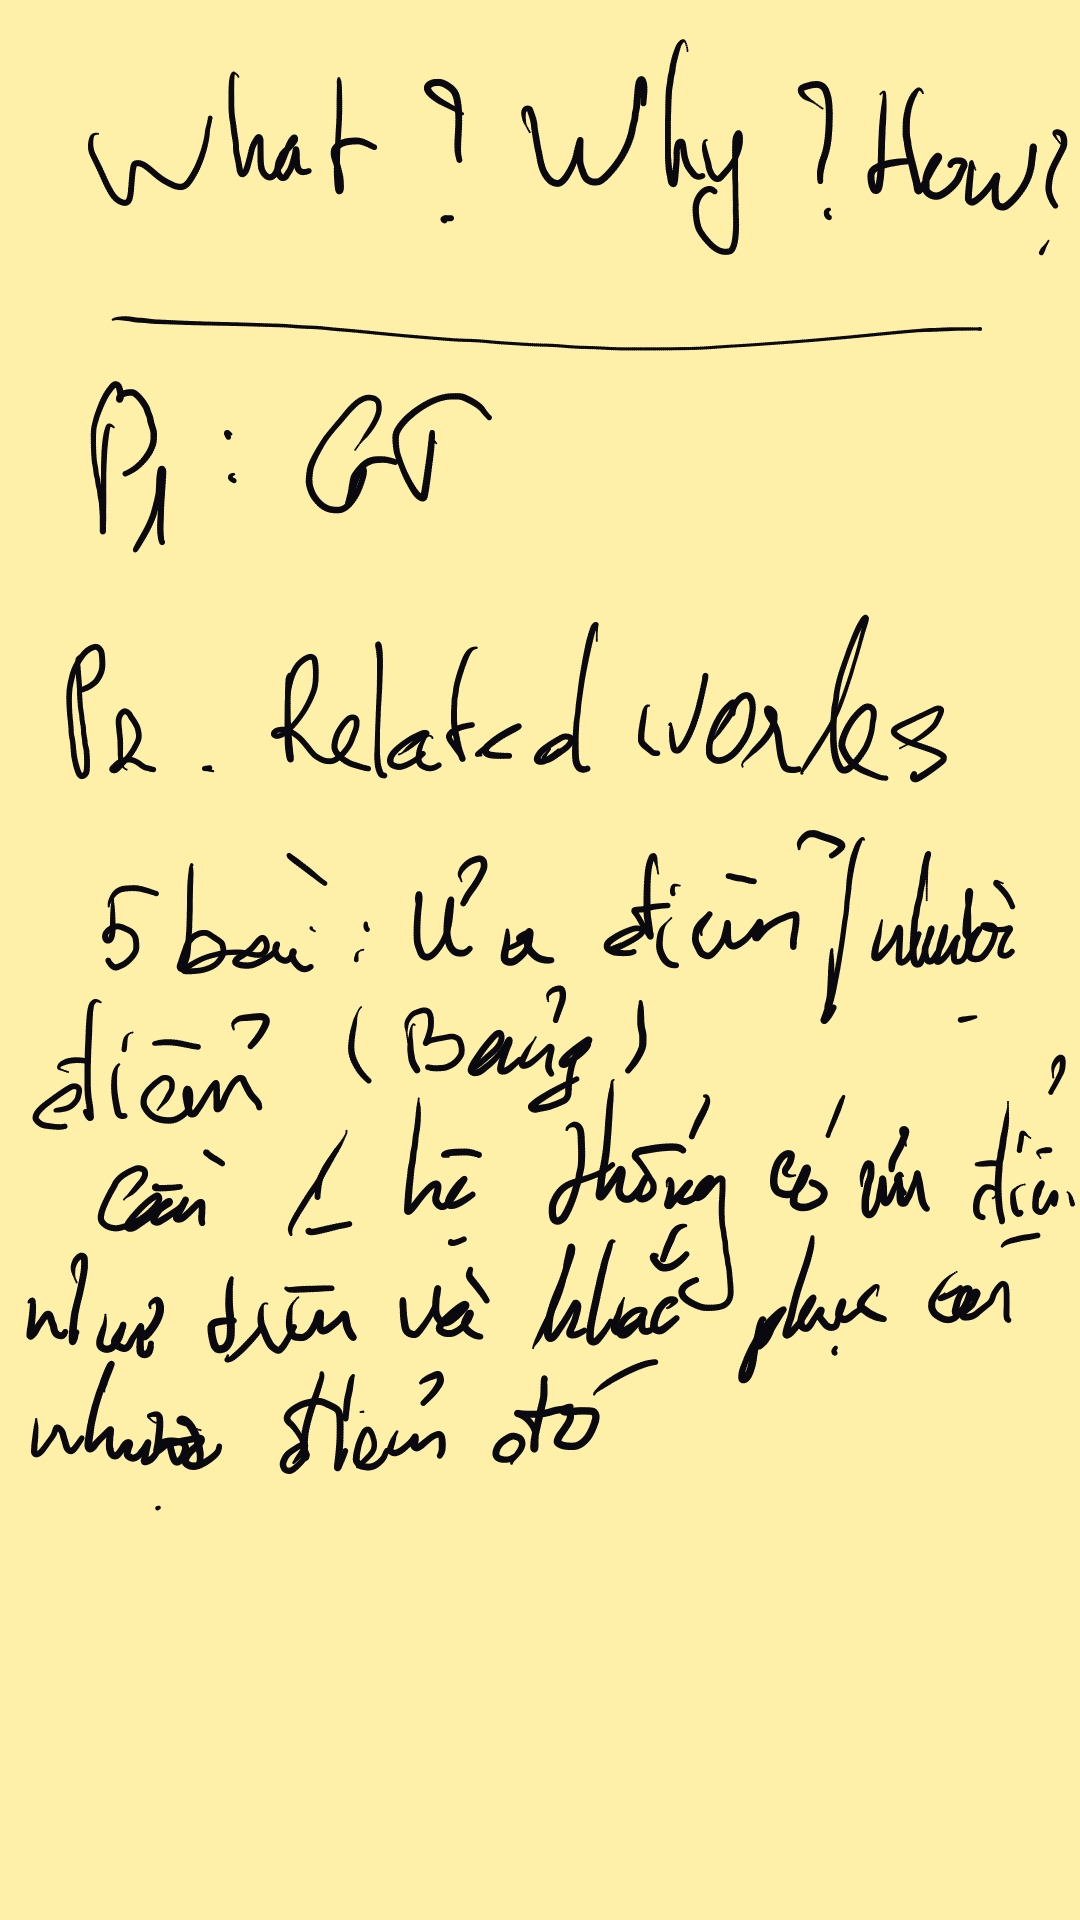 What? Why? How?
P1: GT
P2. Related works
5 bài: Ưu điểm / nhược
điểm (Bảng)
Cần 1 hệ thống có ưu điểm
như trên và khắc phục các
nhược điểm đó